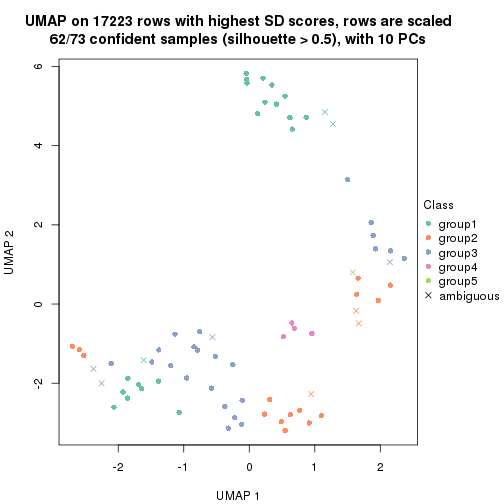 UMAP on 17223 rows with highest SD scores, rows are scaled
62/73 confident samples (silhouette > 0.5), with 10 PCs
6
4
2
0
-2
UMAP 2
-2
-1
0
1
2
UMAP 1
Class
group1
group2
group3
group4
group5
ambiguous